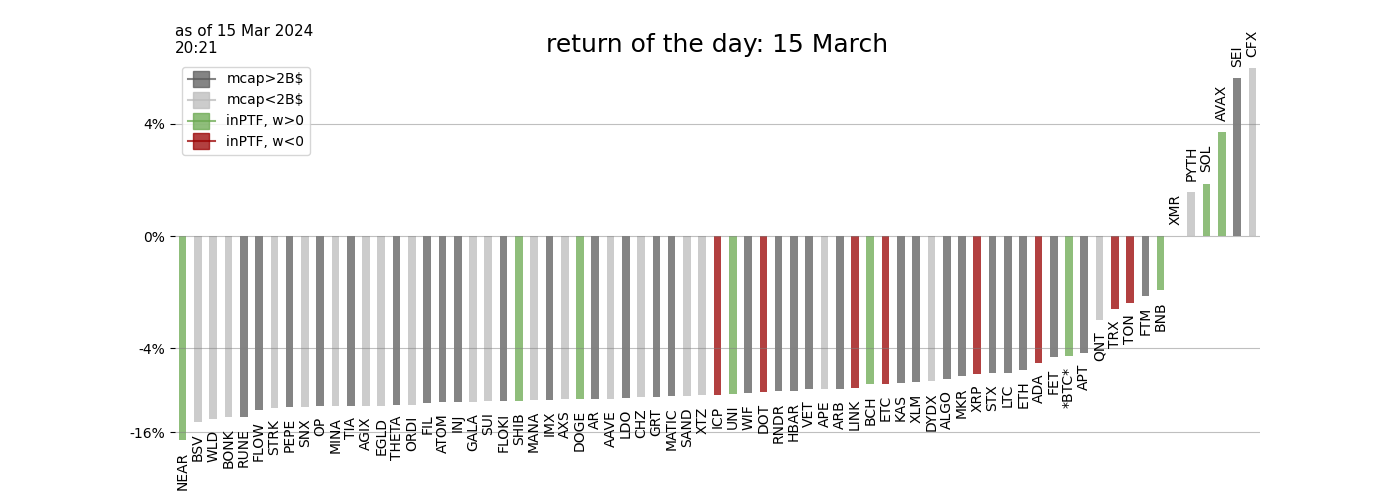 as of 15 Mar 2024
20:21
return of the day: 15 March
mcap>2B$
mcap<2B$
inPTF, w>0
inPTF, w<0
4%
0%
-4%
-16%
NEAR
BSV
WLD
BONK
RUNE
FLOW
STRK
PEPE
SNX
OP
MINA
TIA
AGIX
EGLD
THETA
ORDI
FIL
ATOM
INJ
GALA
SUI
FLOKI
SHIB
MANA
IMX
AXS
DOGE
AR
AAVE
LDO
CHZ
GRT
MATIC
SAND
XTZ
ICP
UNI
WIF
DOT
RNDR
HBAR
VET
APE
ARB
LINK
BCH
ETC
KAS
XLM
DYDX
ALGO
MKR
XRP
STX
LTC
ETH
ADA
FET
*BTC*
APT
QNT
TRX
TON
FTM
BNB
XMR
PYTH
SOL
AVAX
SEI
CFX